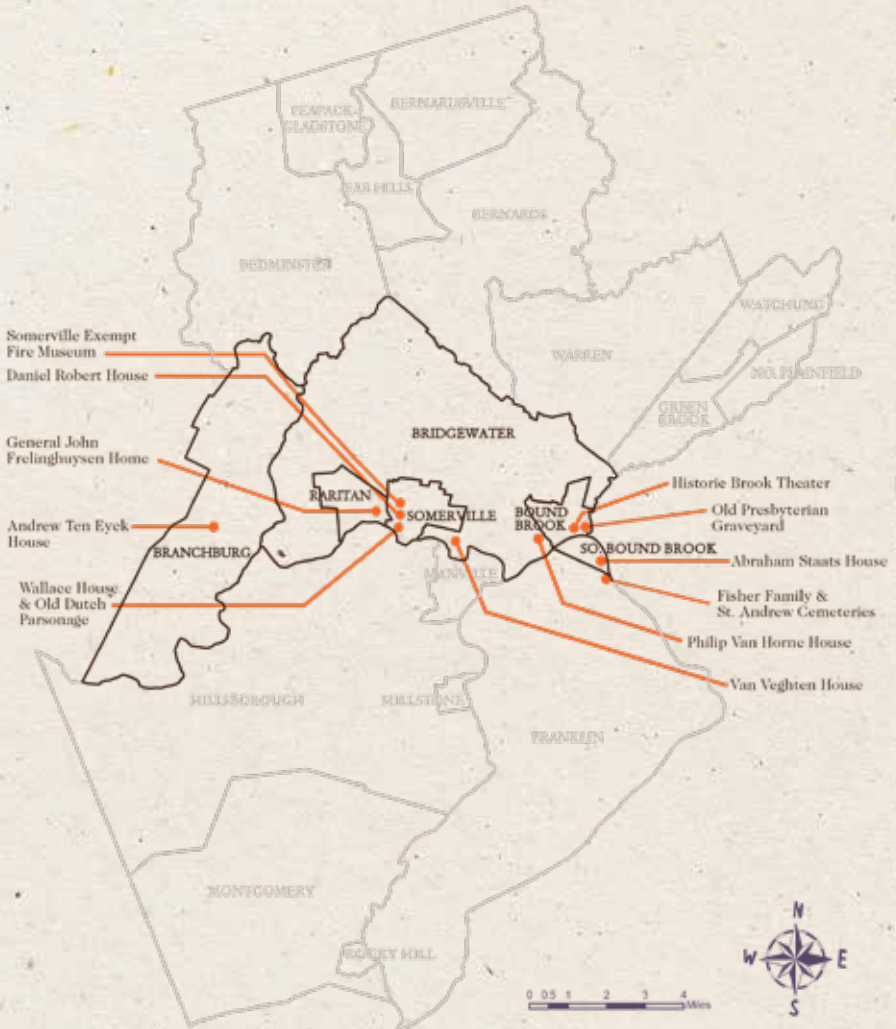 PEAPACK-
GLADSTONE
BERNARDSVILLE
FAR HILLS
BERNARDS
BEDMINSTER
WATCHUNG
WARREN
NO. PLAINFIELD
GREEN
BROOK
Somerville Exempt
Fire Museum
Daniel Robert House
BRIDGEWATER
General John
Frelinghuysen Home
RARITAN
SOMERVILLE
BOUND
BROOK
Historic Brook Theater
Old Presbyterian
Graveyard
Andrew Ten Eyck
House
BRANCHBURG
SO. BOUND BROOK
Abraham Staats House
MANVILLE
Wallace House
& Old Dutch
Parsonage
Fisher Family &
St. Andrew Cemeteries
Philip Van Horne House
Van Veghten House
HILLSBOROUGH
MILLSTONE
FRANKLIN
MONTGOMERY
ROCKY HILL
N
W E
S
0 0.5 1 2 3 4
Miles